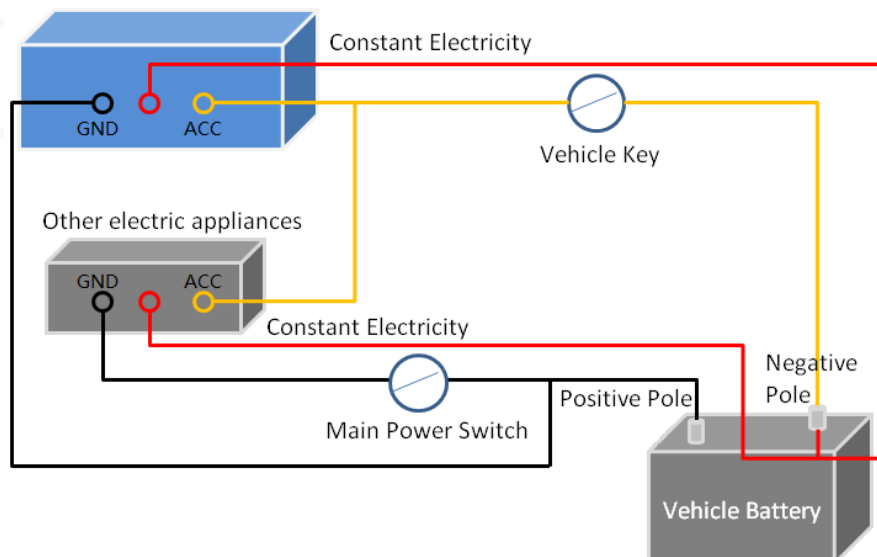 Constant Electricity
GND
ACC
Vehicle Key
Other electric appliances
GND
ACC
Constant Electricity
Main Power Switch
Positive Pole
Negative
Pole
Vehicle Battery